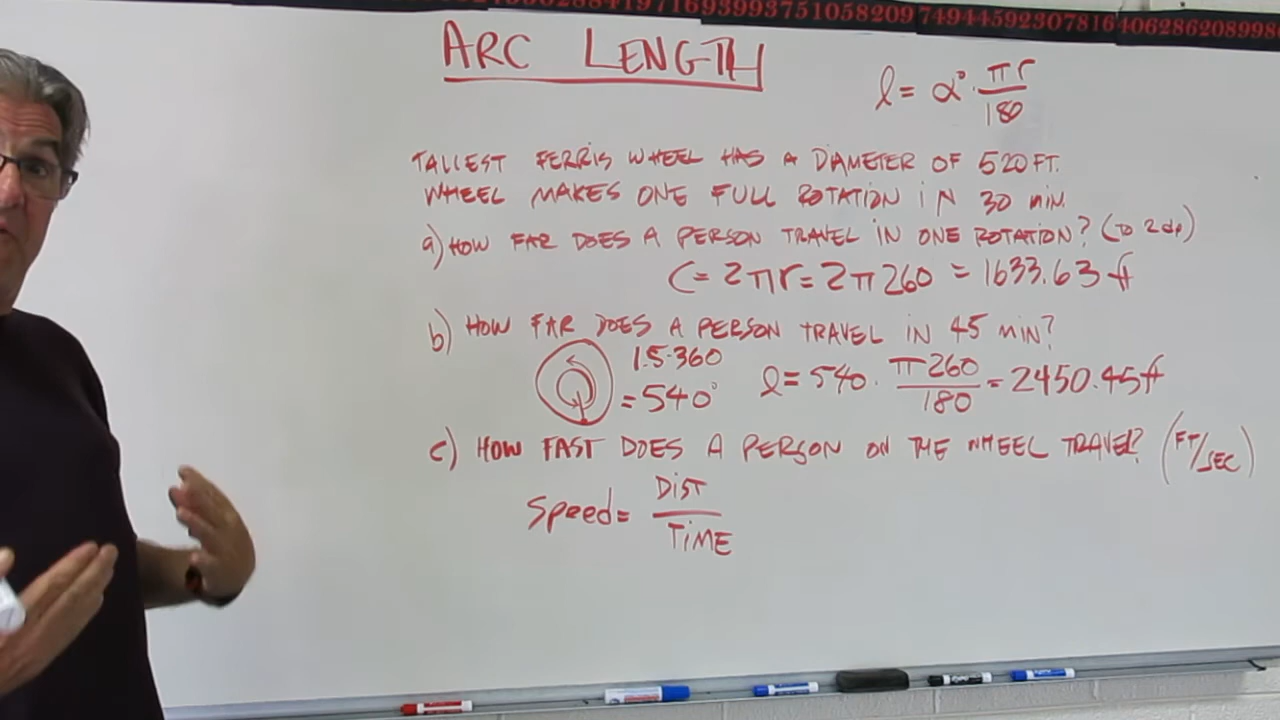 49390288419716939937510582097494459230781640628620899
ARC LENGTH
l = α° · πr/180
TALLEST FERRIS WHEEL HAS A DIAMETER OF 520 FT.
WHEEL MAKES ONE FULL ROTATION IN 30 MIN.
a) HOW FAR DOES A PERSON TRAVEL IN ONE ROTATION? (TO 2 dp)
C = 2πr = 2π260 = 1633.63 ft
b) HOW FAR DOES A PERSON TRAVEL IN 45 MIN?
1.5·360
= 540°
l = 540 · π260/180 = 2450.45 ft
c) HOW FAST DOES A PERSON ON THE WHEEL TRAVEL? (FT/SEC)
Speed = DIST/TIME